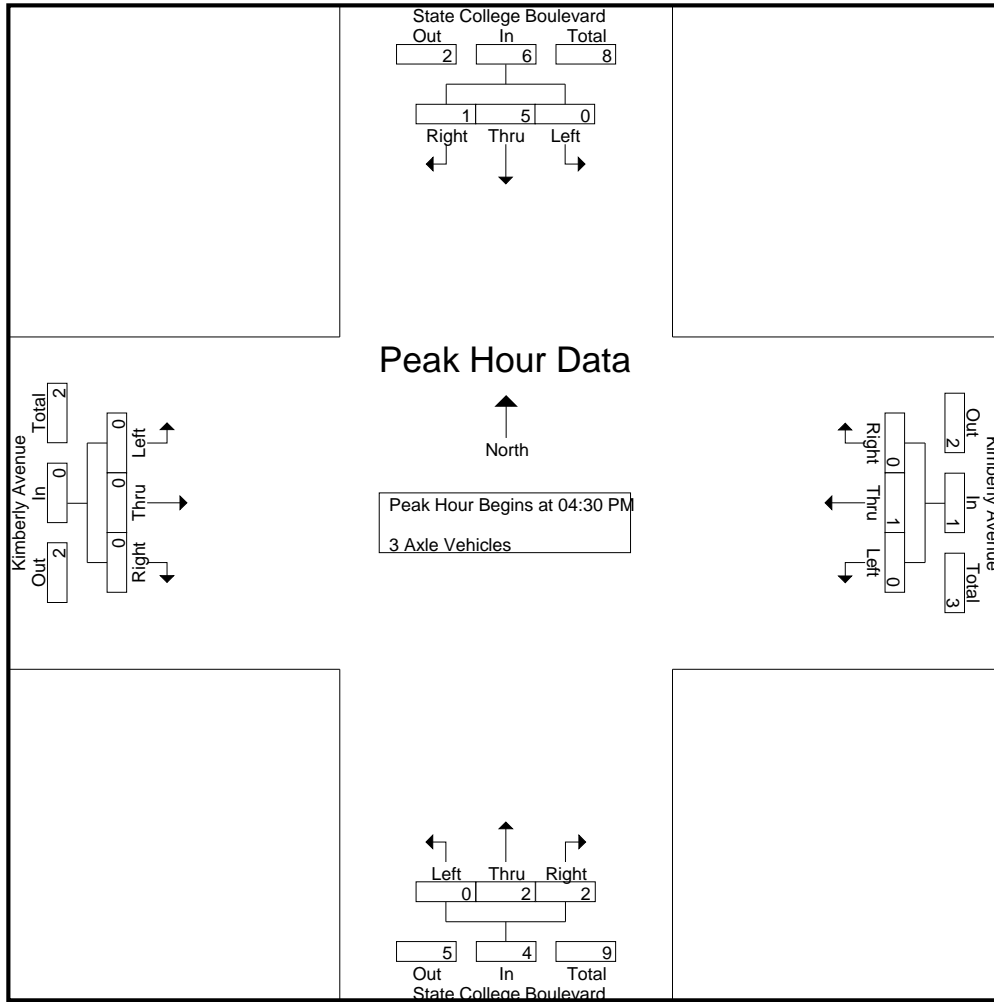 State College Boulevard
Out In Total
2 6 8
1 5 0
Right Thru Left
Peak Hour Data
North
Peak Hour Begins at 04:30 PM
3 Axle Vehicles
Kimberly Avenue
Total In Out
2 0 2
0 0 0
Left Thru Right
Kimberly Avenue
Out In Total
2 1 3
0 1 0
Right Thru Left
Left Thru Right
0 2 2
5 4 9
Out In Total
State College Boulevard